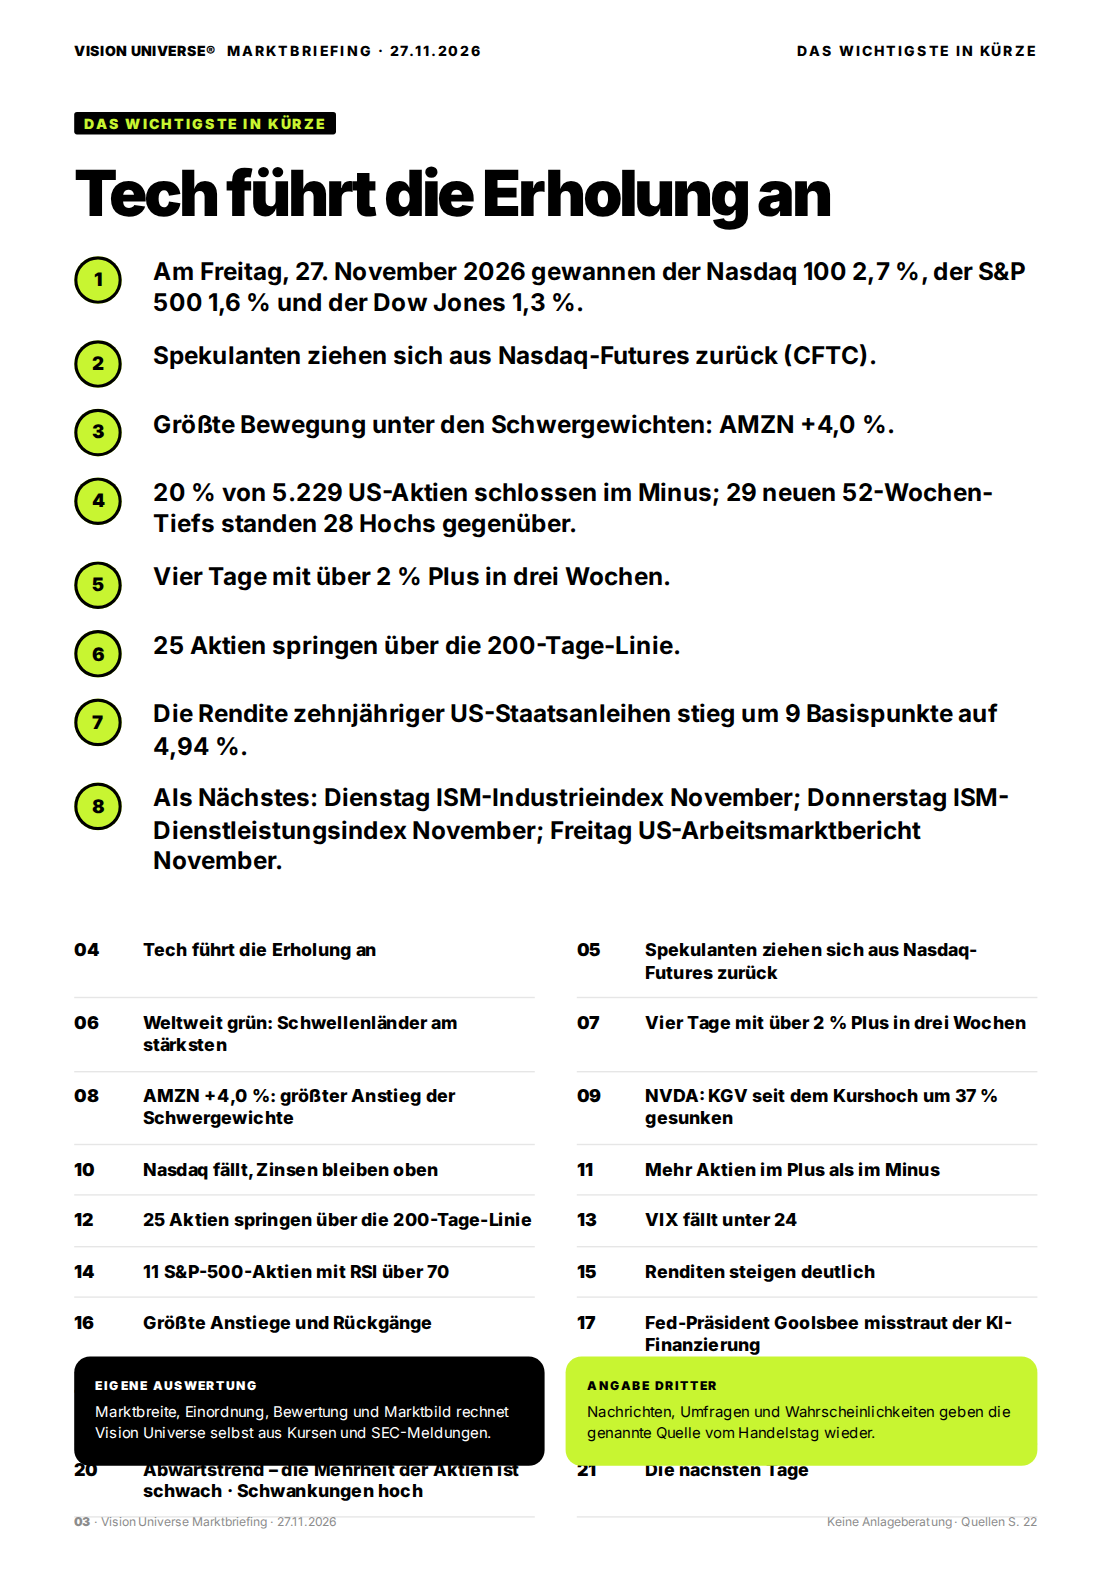 VISION UNIVERSE® MARKTBRIEFING · 27.11.2026
DAS WICHTIGSTE IN KÜRZE
DAS WICHTIGSTE IN KÜRZE
Tech führt die Erholung an
1
Am Freitag, 27. November 2026 gewannen der Nasdaq 100 2,7 %, der S&P
500 1,6 % und der Dow Jones 1,3 %.
2
Spekulanten ziehen sich aus Nasdaq-Futures zurück (CFTC).
3
Größte Bewegung unter den Schwergewichten: AMZN +4,0 %.
4
20 % von 5.229 US-Aktien schlossen im Minus; 29 neuen 52-Wochen-
Tiefs standen 28 Hochs gegenüber.
5
Vier Tage mit über 2 % Plus in drei Wochen.
6
25 Aktien springen über die 200-Tage-Linie.
7
Die Rendite zehnjähriger US-Staatsanleihen stieg um 9 Basispunkte auf
4,94 %.
8
Als Nächstes: Dienstag ISM-Industrieindex November; Donnerstag ISM-
Dienstleistungsindex November; Freitag US-Arbeitsmarktbericht
November.
04 Tech führt die Erholung an
05 Spekulanten ziehen sich aus Nasdaq-
Futures zurück
06 Weltweit grün: Schwellenländer am
stärksten
07 Vier Tage mit über 2 % Plus in drei Wochen
08 AMZN +4,0 %: größter Anstieg der
Schwergewichte
09 NVDA: KGV seit dem Kurshoch um 37 %
gesunken
10 Nasdaq fällt, Zinsen bleiben oben
11 Mehr Aktien im Plus als im Minus
12 25 Aktien springen über die 200-Tage-Linie
13 VIX fällt unter 24
14 11 S&P-500-Aktien mit RSI über 70
15 Renditen steigen deutlich
16 Größte Anstiege und Rückgänge
17 Fed-Präsident Goolsbee misstraut der KI-
Finanzierung
EIGENE AUSWERTUNG
Marktbreite, Einordnung, Bewertung und Marktbild rechnet
Vision Universe selbst aus Kursen und SEC-Meldungen.
ANGABE DRITTER
Nachrichten, Umfragen und Wahrscheinlichkeiten geben die
genannte Quelle vom Handelstag wieder.
20 Abwärtstrend – die Mehrheit der Aktien ist
schwach · Schwankungen hoch
21 Die nächsten Tage
03 · Vision Universe Marktbriefing · 27.11.2026
Keine Anlageberatung · Quellen S. 22